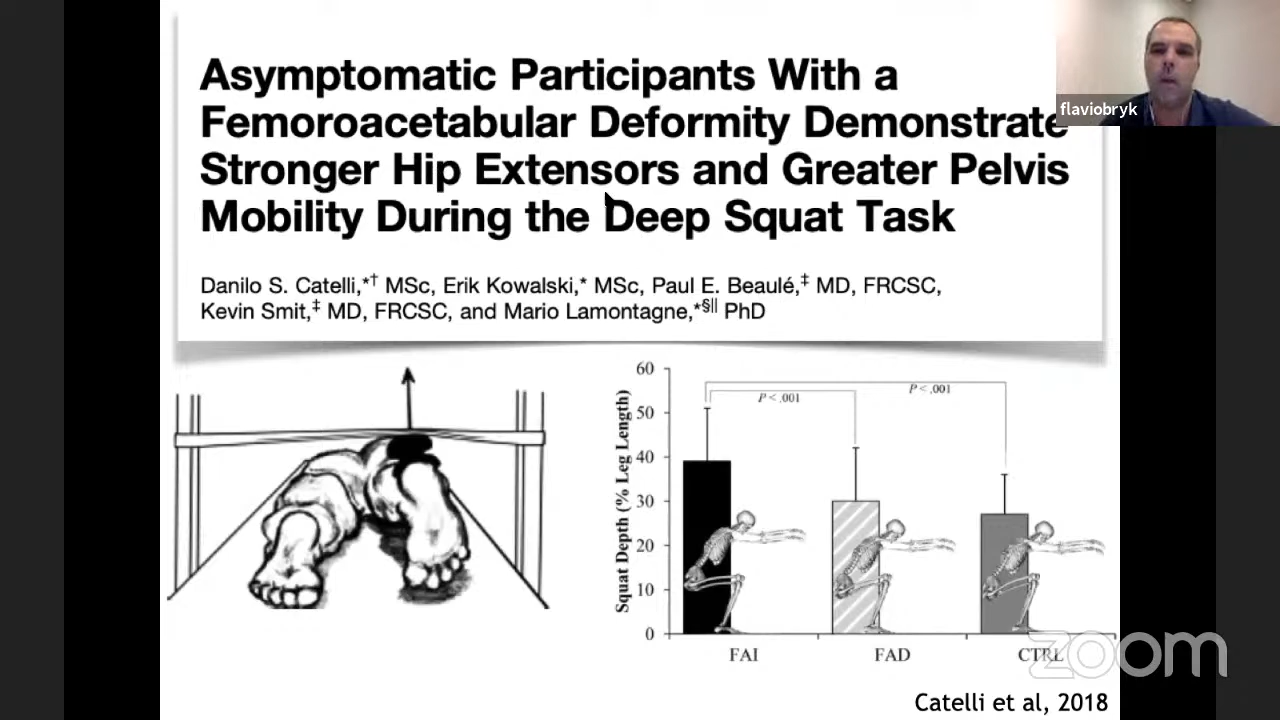 Asymptomatic Participants With a
Femoroacetabular Deformity Demonstrate
Stronger Hip Extensors and Greater Pelvis
Mobility During the Deep Squat Task
Danilo S. Catelli,*† MSc, Erik Kowalski,* MSc, Paul E. Beaulé,‡ MD, FRCSC,
Kevin Smit,‡ MD, FRCSC, and Mario Lamontagne,*§|| PhD
flaviobryk
60
50
40
30
20
10
0
Squat Depth (% Leg Length)
P < .001
P < .001
FAI
FAD
CTRL
zoom
Catelli et al, 2018